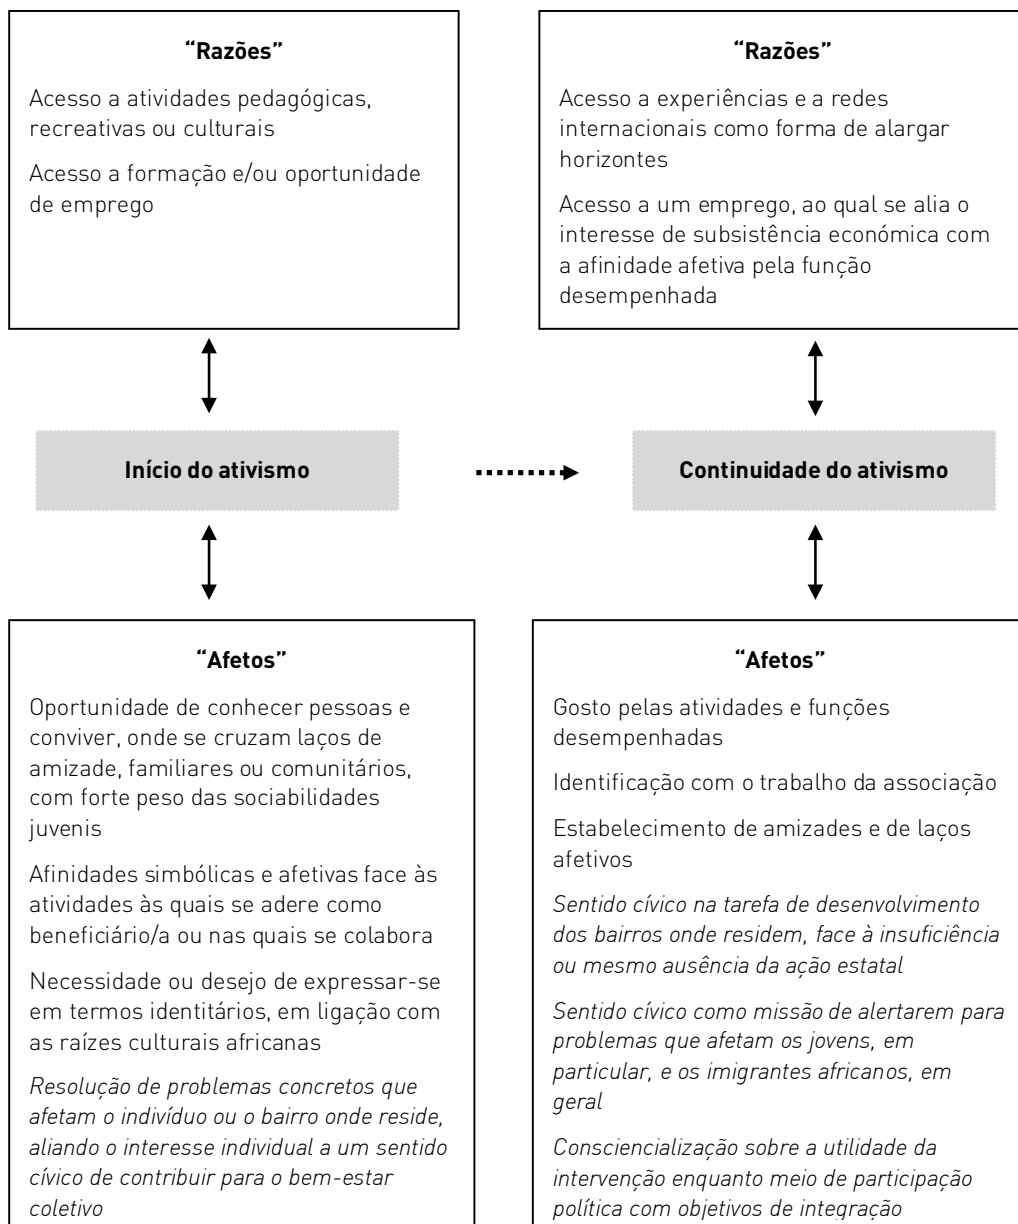 “Razões”
Acesso a atividades pedagógicas,
recreativas ou culturais
Acesso a formação e/ou oportunidade
de emprego
“Razões”
Acesso a experiências e a redes
internacionais como forma de alargar
horizontes
Acesso a um emprego, ao qual se alia o
interesse de subsistência económica com
a afinidade afetiva pela função
desempenhada
Início do ativismo
Continuidade do ativismo
“Afetos”
Oportunidade de conhecer pessoas e
conviver, onde se cruzam laços de
amizade, familiares ou comunitários,
com forte peso das sociabilidades
juvenis
Afinidades simbólicas e afetivas face às
atividades às quais se adere como
beneficiário/a ou nas quais se colabora
Necessidade ou desejo de expressar-se
em termos identitários, em ligação com
as raízes culturais africanas
Resolução de problemas concretos que
afetam o indivíduo ou o bairro onde reside,
aliando o interesse individual a um sentido
cívico de contribuir para o bem-estar
coletivo
“Afetos”
Gosto pelas atividades e funções
desempenhadas
Identificação com o trabalho da associação
Estabelecimento de amizades e de laços
afetivos
Sentido cívico na tarefa de desenvolvimento
dos bairros onde residem, face à insuficiência
ou mesmo ausência da ação estatal
Sentido cívico como missão de alertarem para
problemas que afetam os jovens, em
particular, e os imigrantes africanos, em
geral
Consciencialização sobre a utilidade da
intervenção enquanto meio de participação
política com objetivos de integração